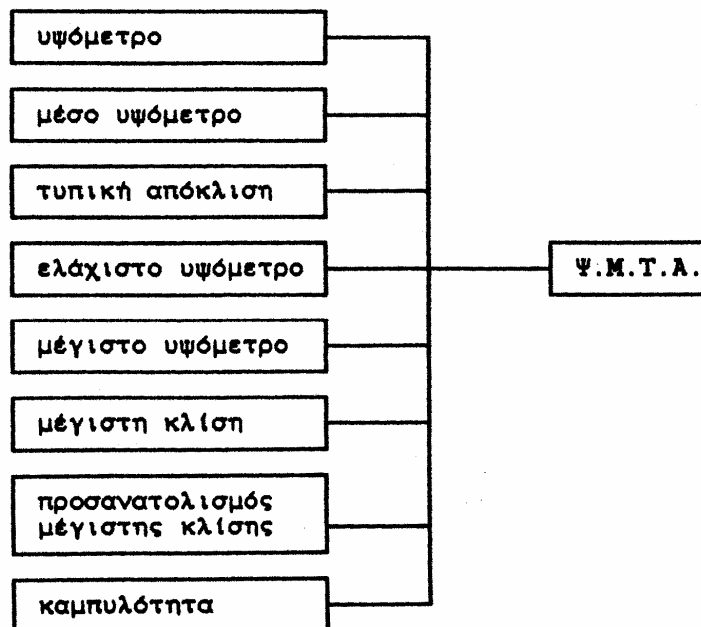 υψόμετρο
μέσο υψόμετρο
τυπική απόκλιση
ελάχιστο υψόμετρο
Ψ.Μ.Τ.Α.
μέγιστο υψόμετρο
μέγιστη κλίση
προσανατολισμός
μέγιστης κλίσης
καμπυλότητα